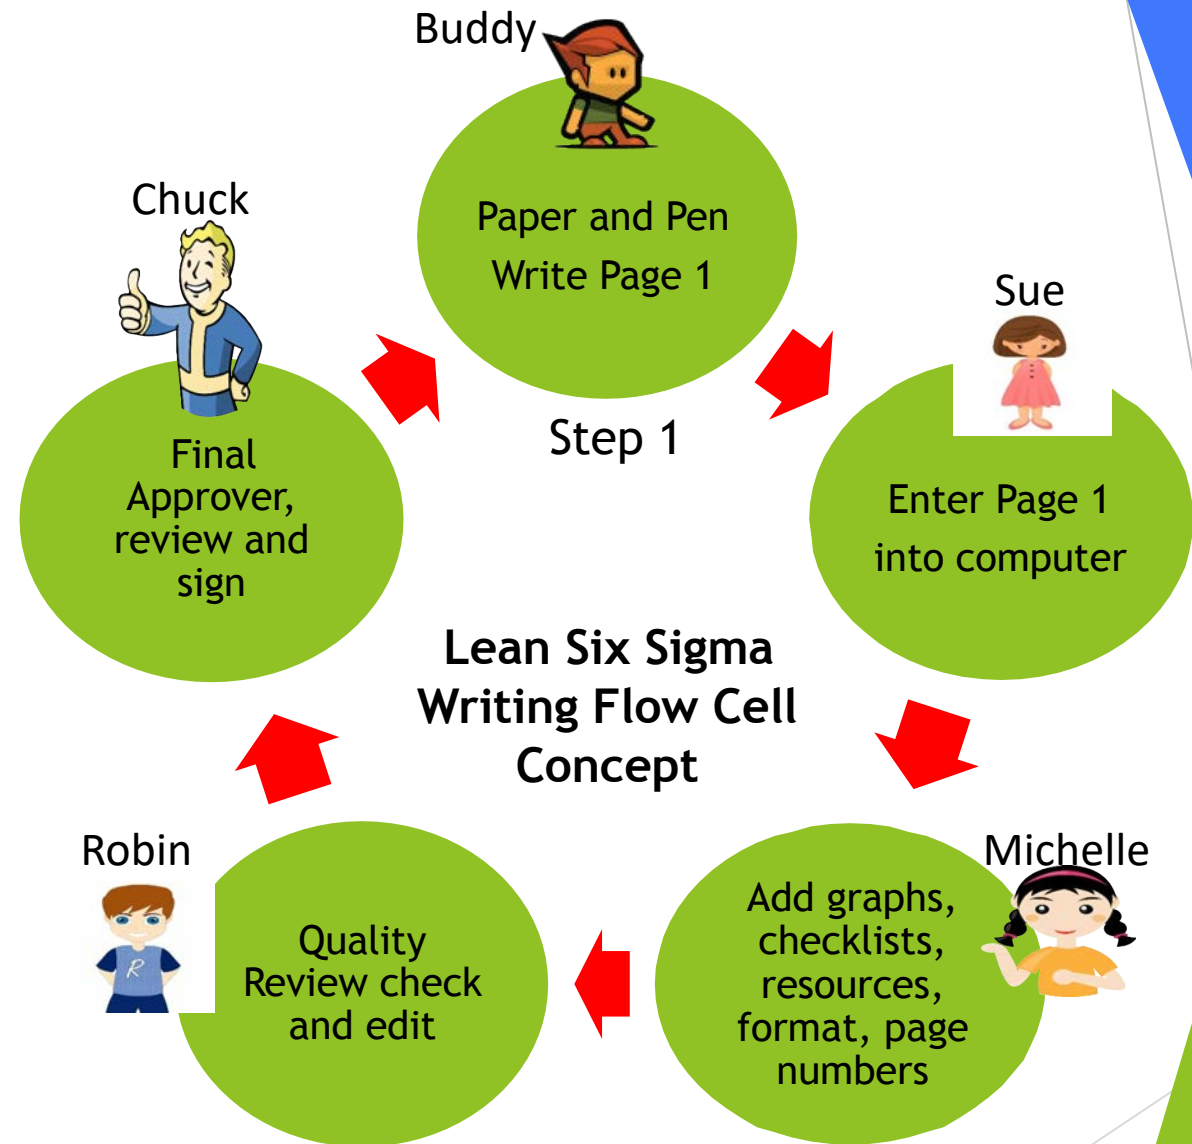 Buddy
Paper and Pen
Write Page 1
Step 1
Sue
Enter Page 1
into computer
Michelle
Add graphs,
checklists,
resources,
format, page
numbers
Robin
R
Quality
Review check
and edit
Chuck
Final
Approver,
review and
sign
Lean Six Sigma
Writing Flow Cell
Concept